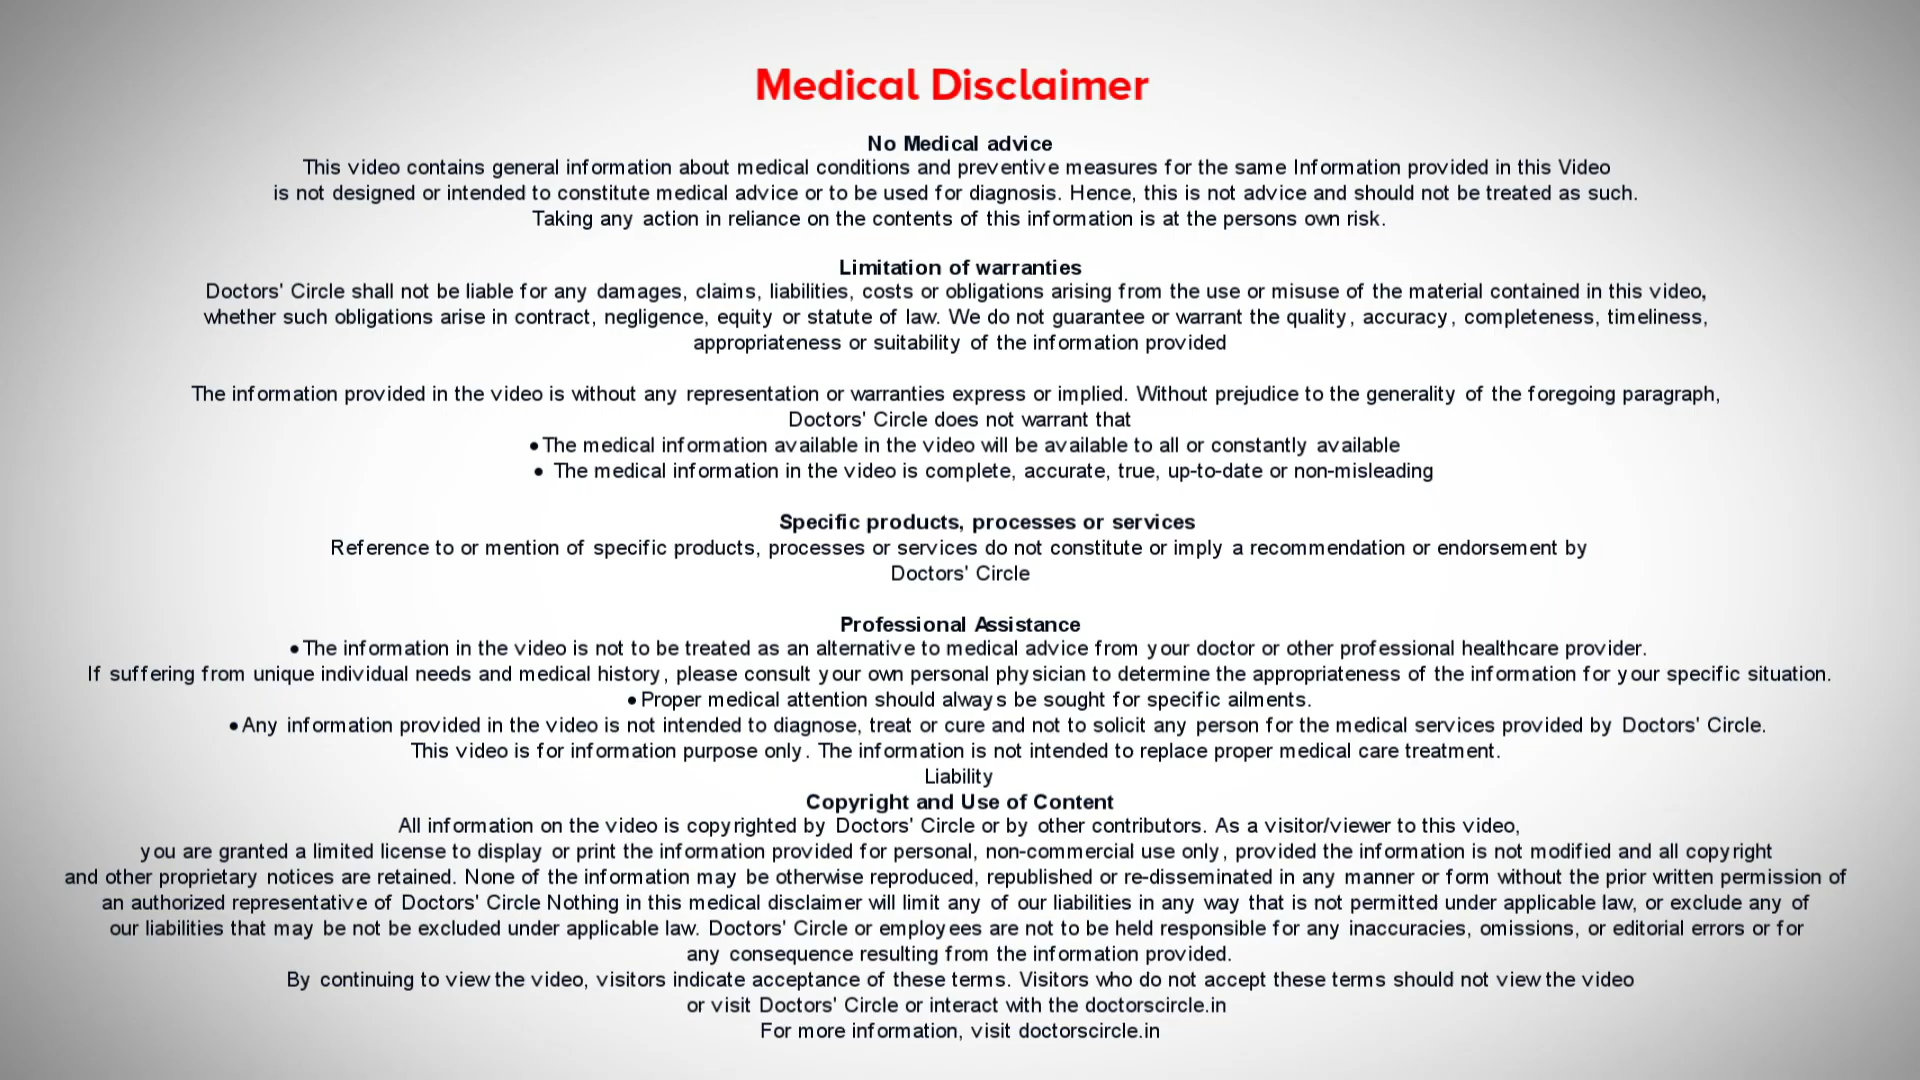 Medical Disclaimer
No Medical advice
This video contains general information about medical conditions and preventive measures for the same Information provided in this Video
is not designed or intended to constitute medical advice or to be used for diagnosis. Hence, this is not advice and should not be treated as such.
Taking any action in reliance on the contents of this information is at the persons own risk.
Limitation of warranties
Doctors' Circle shall not be liable for any damages, claims, liabilities, costs or obligations arising from the use or misuse of the material contained in this video,
whether such obligations arise in contract, negligence, equity or statute of law. We do not guarantee or warrant the quality, accuracy, completeness, timeliness,
appropriateness or suitability of the information provided
The information provided in the video is without any representation or warranties express or implied. Without prejudice to the generality of the foregoing paragraph,
Doctors' Circle does not warrant that
•The medical information available in the video will be available to all or constantly available
• The medical information in the video is complete, accurate, true, up-to-date or non-misleading
Specific products, processes or services
Reference to or mention of specific products, processes or services do not constitute or imply a recommendation or endorsement by
Doctors' Circle
Professional Assistance
•The information in the video is not to be treated as an alternative to medical advice from your doctor or other professional healthcare provider.
If suffering from unique individual needs and medical history, please consult your own personal physician to determine the appropriateness of the information for your specific situation.
•Proper medical attention should always be sought for specific ailments.
•Any information provided in the video is not intended to diagnose, treat or cure and not to solicit any person for the medical services provided by Doctors' Circle.
This video is for information purpose only. The information is not intended to replace proper medical care treatment.
Liability
Copyright and Use of Content
All information on the video is copyrighted by Doctors' Circle or by other contributors. As a visitor/viewer to this video,
you are granted a limited license to display or print the information provided for personal, non-commercial use only, provided the information is not modified and all copyright
and other proprietary notices are retained. None of the information may be otherwise reproduced, republished or re-disseminated in any manner or form without the prior written permission of
an authorized representative of Doctors' Circle Nothing in this medical disclaimer will limit any of our liabilities in any way that is not permitted under applicable law, or exclude any of
our liabilities that may be not be excluded under applicable law. Doctors' Circle or employees are not to be held responsible for any inaccuracies, omissions, or editorial errors or for
any consequence resulting from the information provided.
By continuing to view the video, visitors indicate acceptance of these terms. Visitors who do not accept these terms should not view the video
or visit Doctors' Circle or interact with the doctorscircle.in
For more information, visit doctorscircle.in